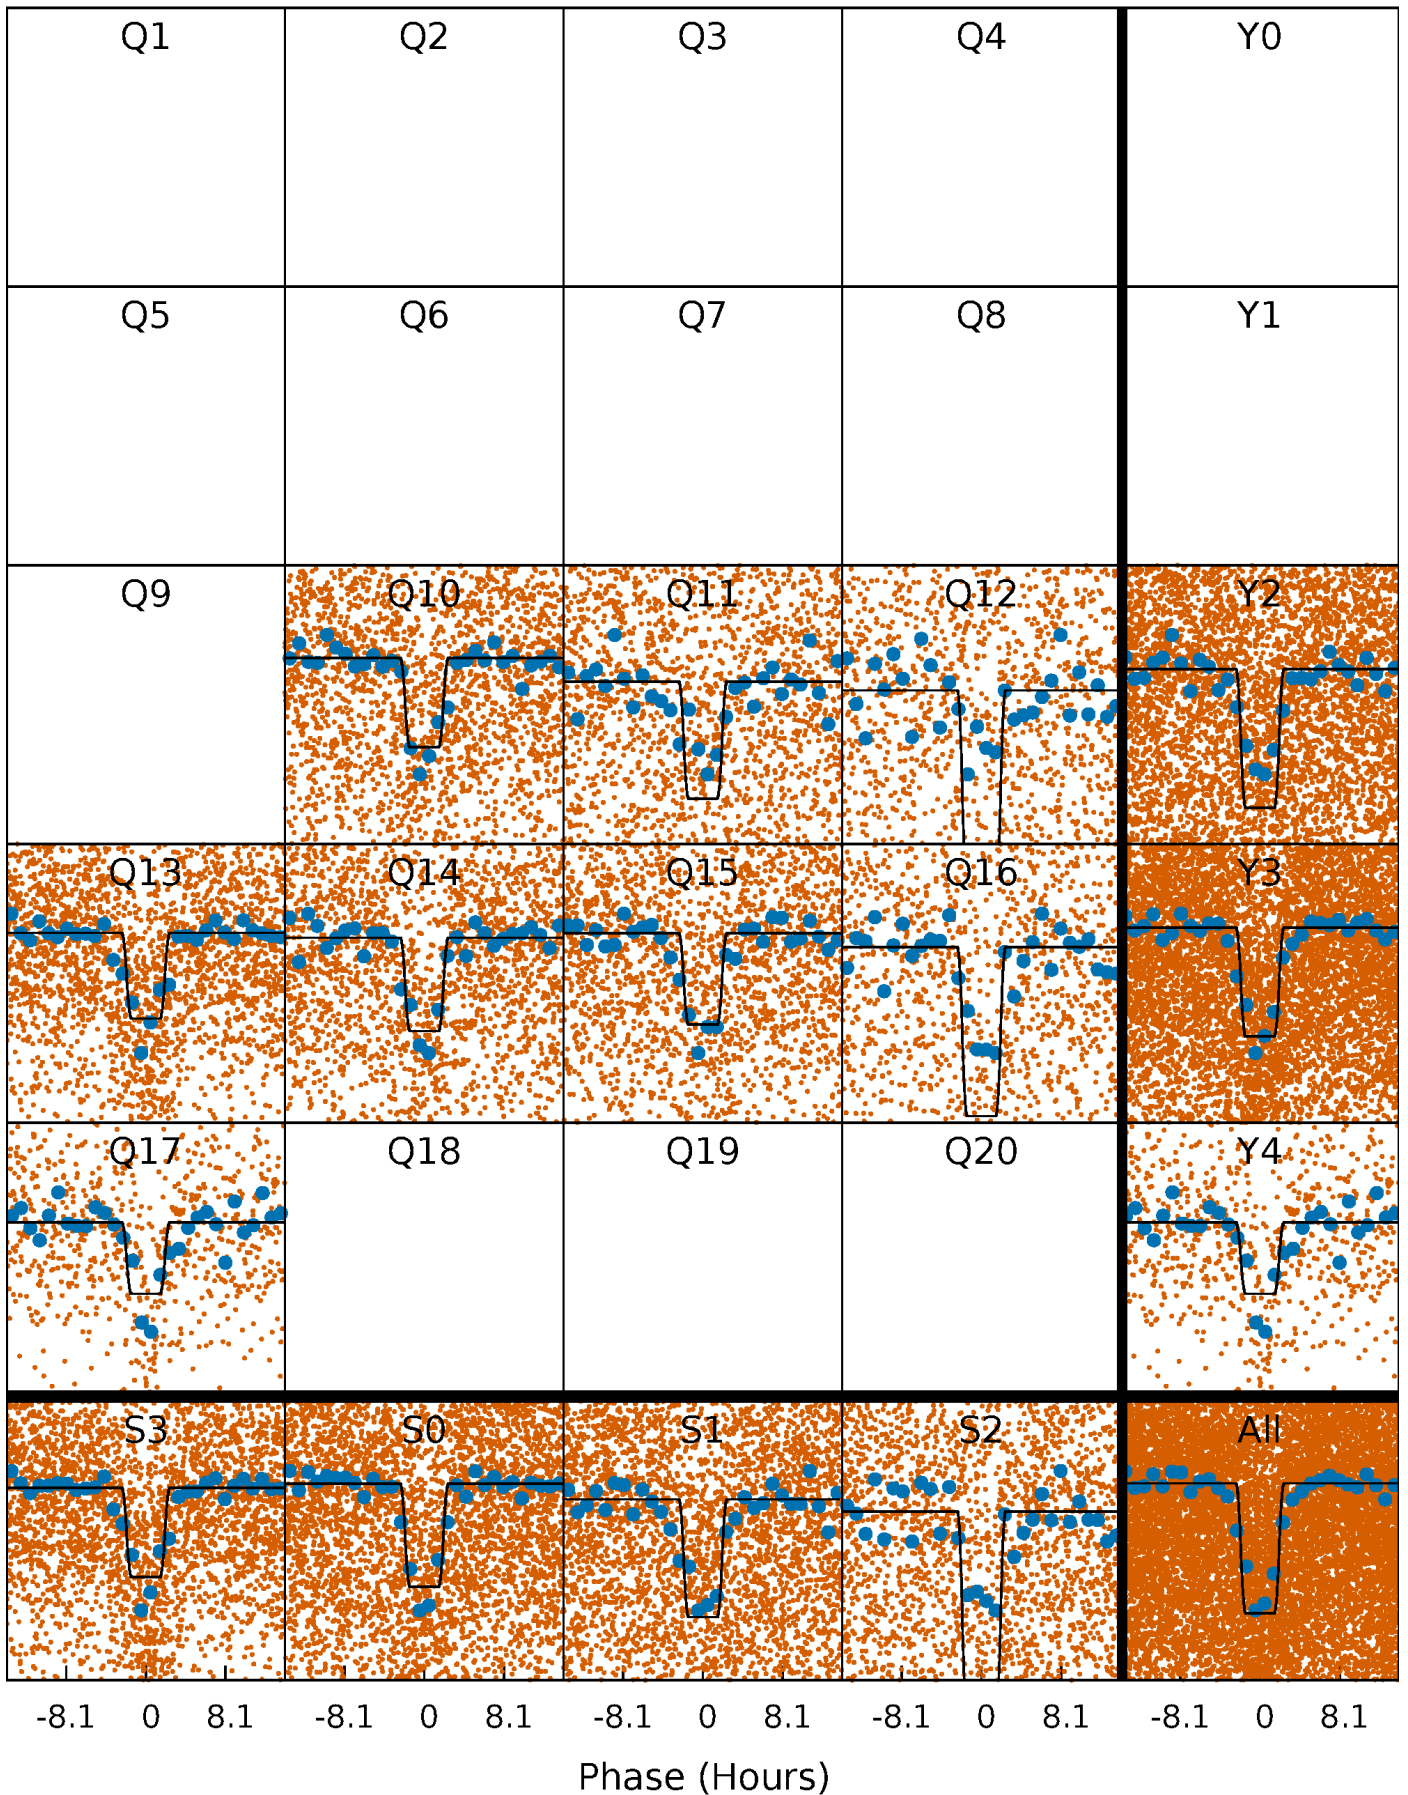 Q1 Q2 Q3 Q4 Y0
Q5 Q6 Q7 Q8 Y1
Q9 Q10 Q11 Q12 Y2
Q13 Q14 Q15 Q16 Y3
Q17 Q18 Q19 Q20 Y4
S3 S0 S1 S2 All
-8.1 0 8.1 -8.1 0 8.1 -8.1 0 8.1 -8.1 0 8.1 -8.1 0 8.1
Phase (Hours)